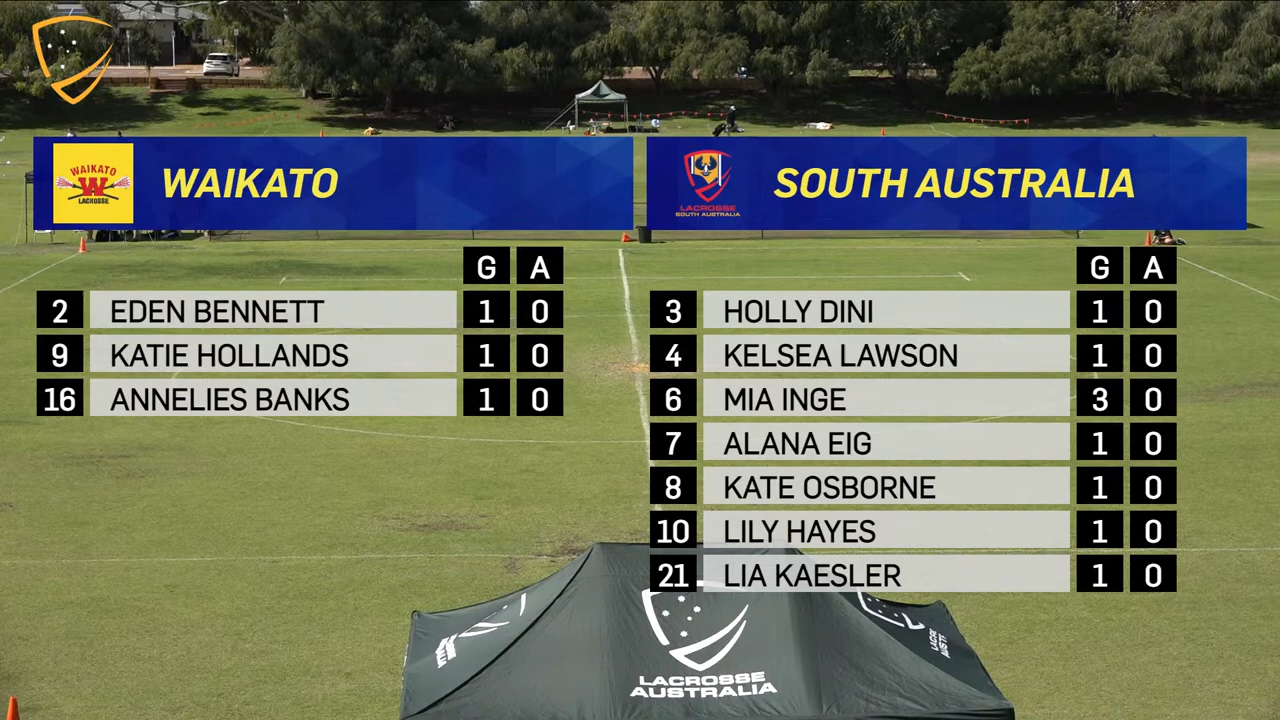 WAIKATO
W
LACROSSE
WAIKATO
LACROSSE
SOUTH AUSTRALIA
SOUTH AUSTRALIA
G A
2 EDEN BENNETT 1 0
9 KATIE HOLLANDS 1 0
16 ANNELIES BANKS 1 0
G A
3 HOLLY DINI 1 0
4 KELSEA LAWSON 1 0
6 MIA INGE 3 0
7 ALANA EIG 1 0
8 KATE OSBORNE 1 0
10 LILY HAYES 1 0
21 LIA KAESLER 1 0
LACROSSE
AUSTRALIA